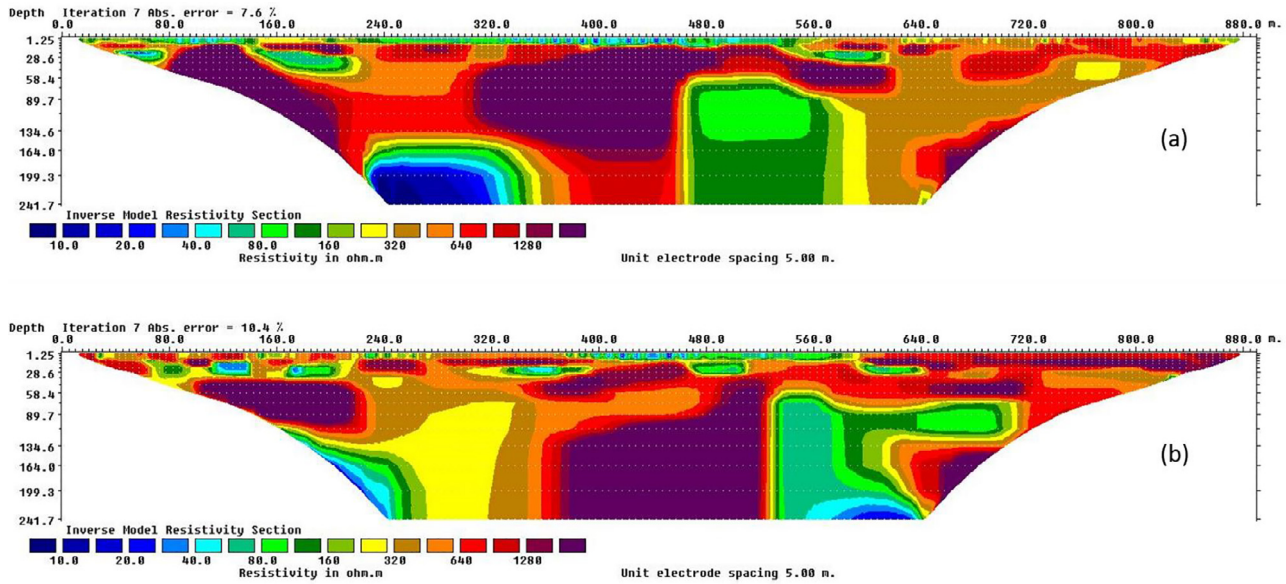 Depth Iteration 7 Abs. error = 7.6 %
0.0 80.0 160.0 240.0 320.0 400.0 480.0 560.0 640.0 720.0 800.0 880.0 m.
1.25
28.6
58.4
89.7
134.6
164.0
199.3
241.7
(a)
Inverse Model Resistivity Section
10.0 20.0 40.0 80.0 160 320 640 1280
Resistivity in ohm.m Unit electrode spacing 5.00 m.
Depth Iteration 7 Abs. error = 10.4 %
0.0 80.0 160.0 240.0 320.0 400.0 480.0 560.0 640.0 720.0 800.0 880.0 m.
1.25
28.6
58.4
89.7
134.6
164.0
199.3
241.7
(b)
Inverse Model Resistivity Section
10.0 20.0 40.0 80.0 160 320 640 1280
Resistivity in ohm.m Unit electrode spacing 5.00 m.